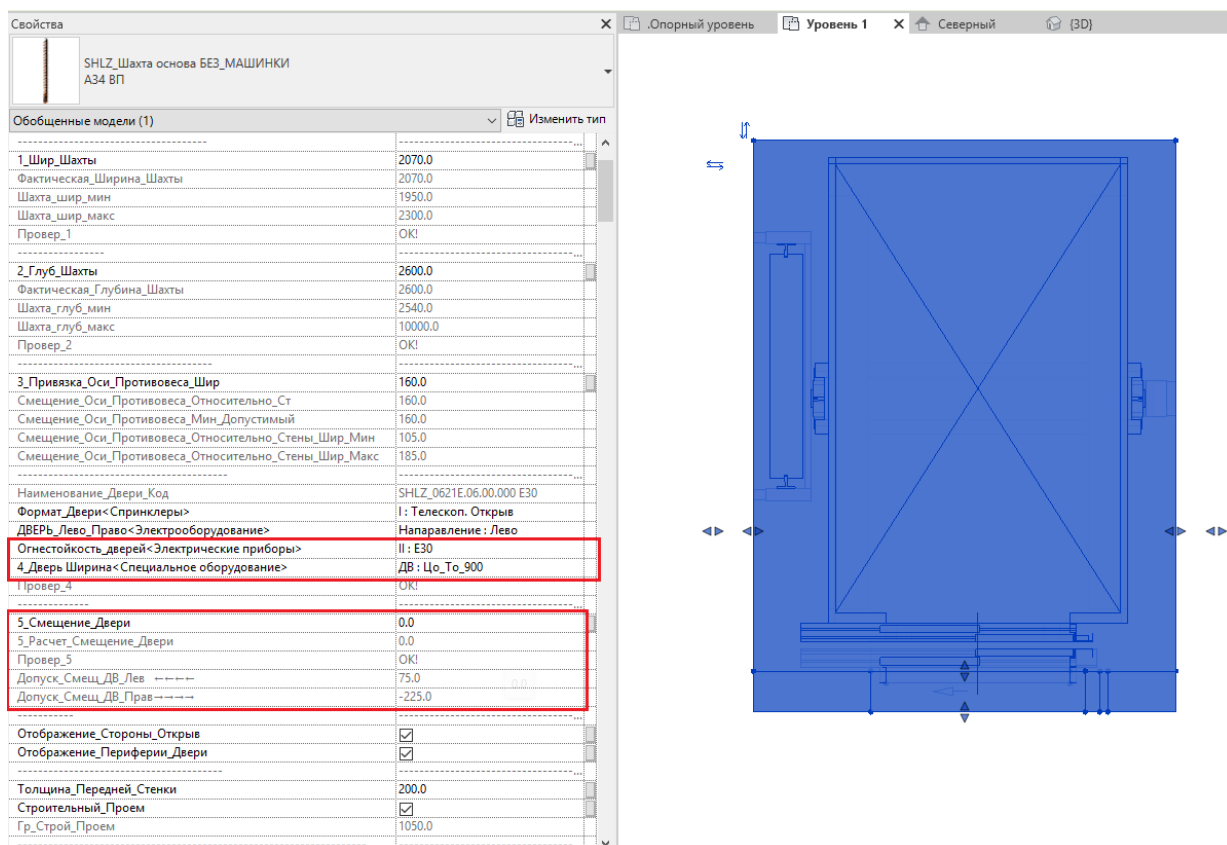 Свойства
.Опорный уровень
Уровень 1
Северный
{3D}
SHLZ_Шахта основа БЕЗ_МАШИНКИ
А34 ВП
Обобщенные модели (1)
Изменить тип
1_Шир_Шахты 2070.0
Фактическая_Ширина_Шахты 2070.0
Шахта_шир_мин 1950.0
Шахта_шир_макс 2300.0
Провер_1 OK!
2_Глуб_Шахты 2600.0
Фактическая_Глубина_Шахты 2600.0
Шахта_глуб_мин 2540.0
Шахта_глуб_макс 10000.0
Провер_2 OK!
3_Привязка_Оси_Противовеса_Шир 160.0
Смещение_Оси_Противовеса_Относительно_Ст 160.0
Смещение_Оси_Противовеса_Мин_Допустимый 160.0
Смещение_Оси_Противовеса_Относительно_Стены_Шир_Мин 105.0
Смещение_Оси_Противовеса_Относительно_Стены_Шир_Макс 185.0
Наименование_Двери_Код SHLZ_0621E.06.00.000 E30
Формат_Двери<Спринклеры> I : Телескоп. Открыв
ДВЕРЬ_Лево_Право<Электрооборудование> Напаравление : Лево
Огнестойкость_дверей<Электрические приборы> II : E30
4_Дверь Ширина<Специальное оборудование> ДВ : Цо_То_900
Провер_4 OK!
5_Смещение_Двери 0.0
5_Расчет_Смещение_Двери 0.0
Провер_5 OK!
Допуск_Смещ_ДВ_Лев ←←←← 75.0
Допуск_Смещ_ДВ_Прав→→→→ -225.0
Отображение_Стороны_Открыв
Отображение_Периферии_Двери
Толщина_Передней_Стенки 200.0
Строительный_Проем
Гр_Строй_Проем 1050.0